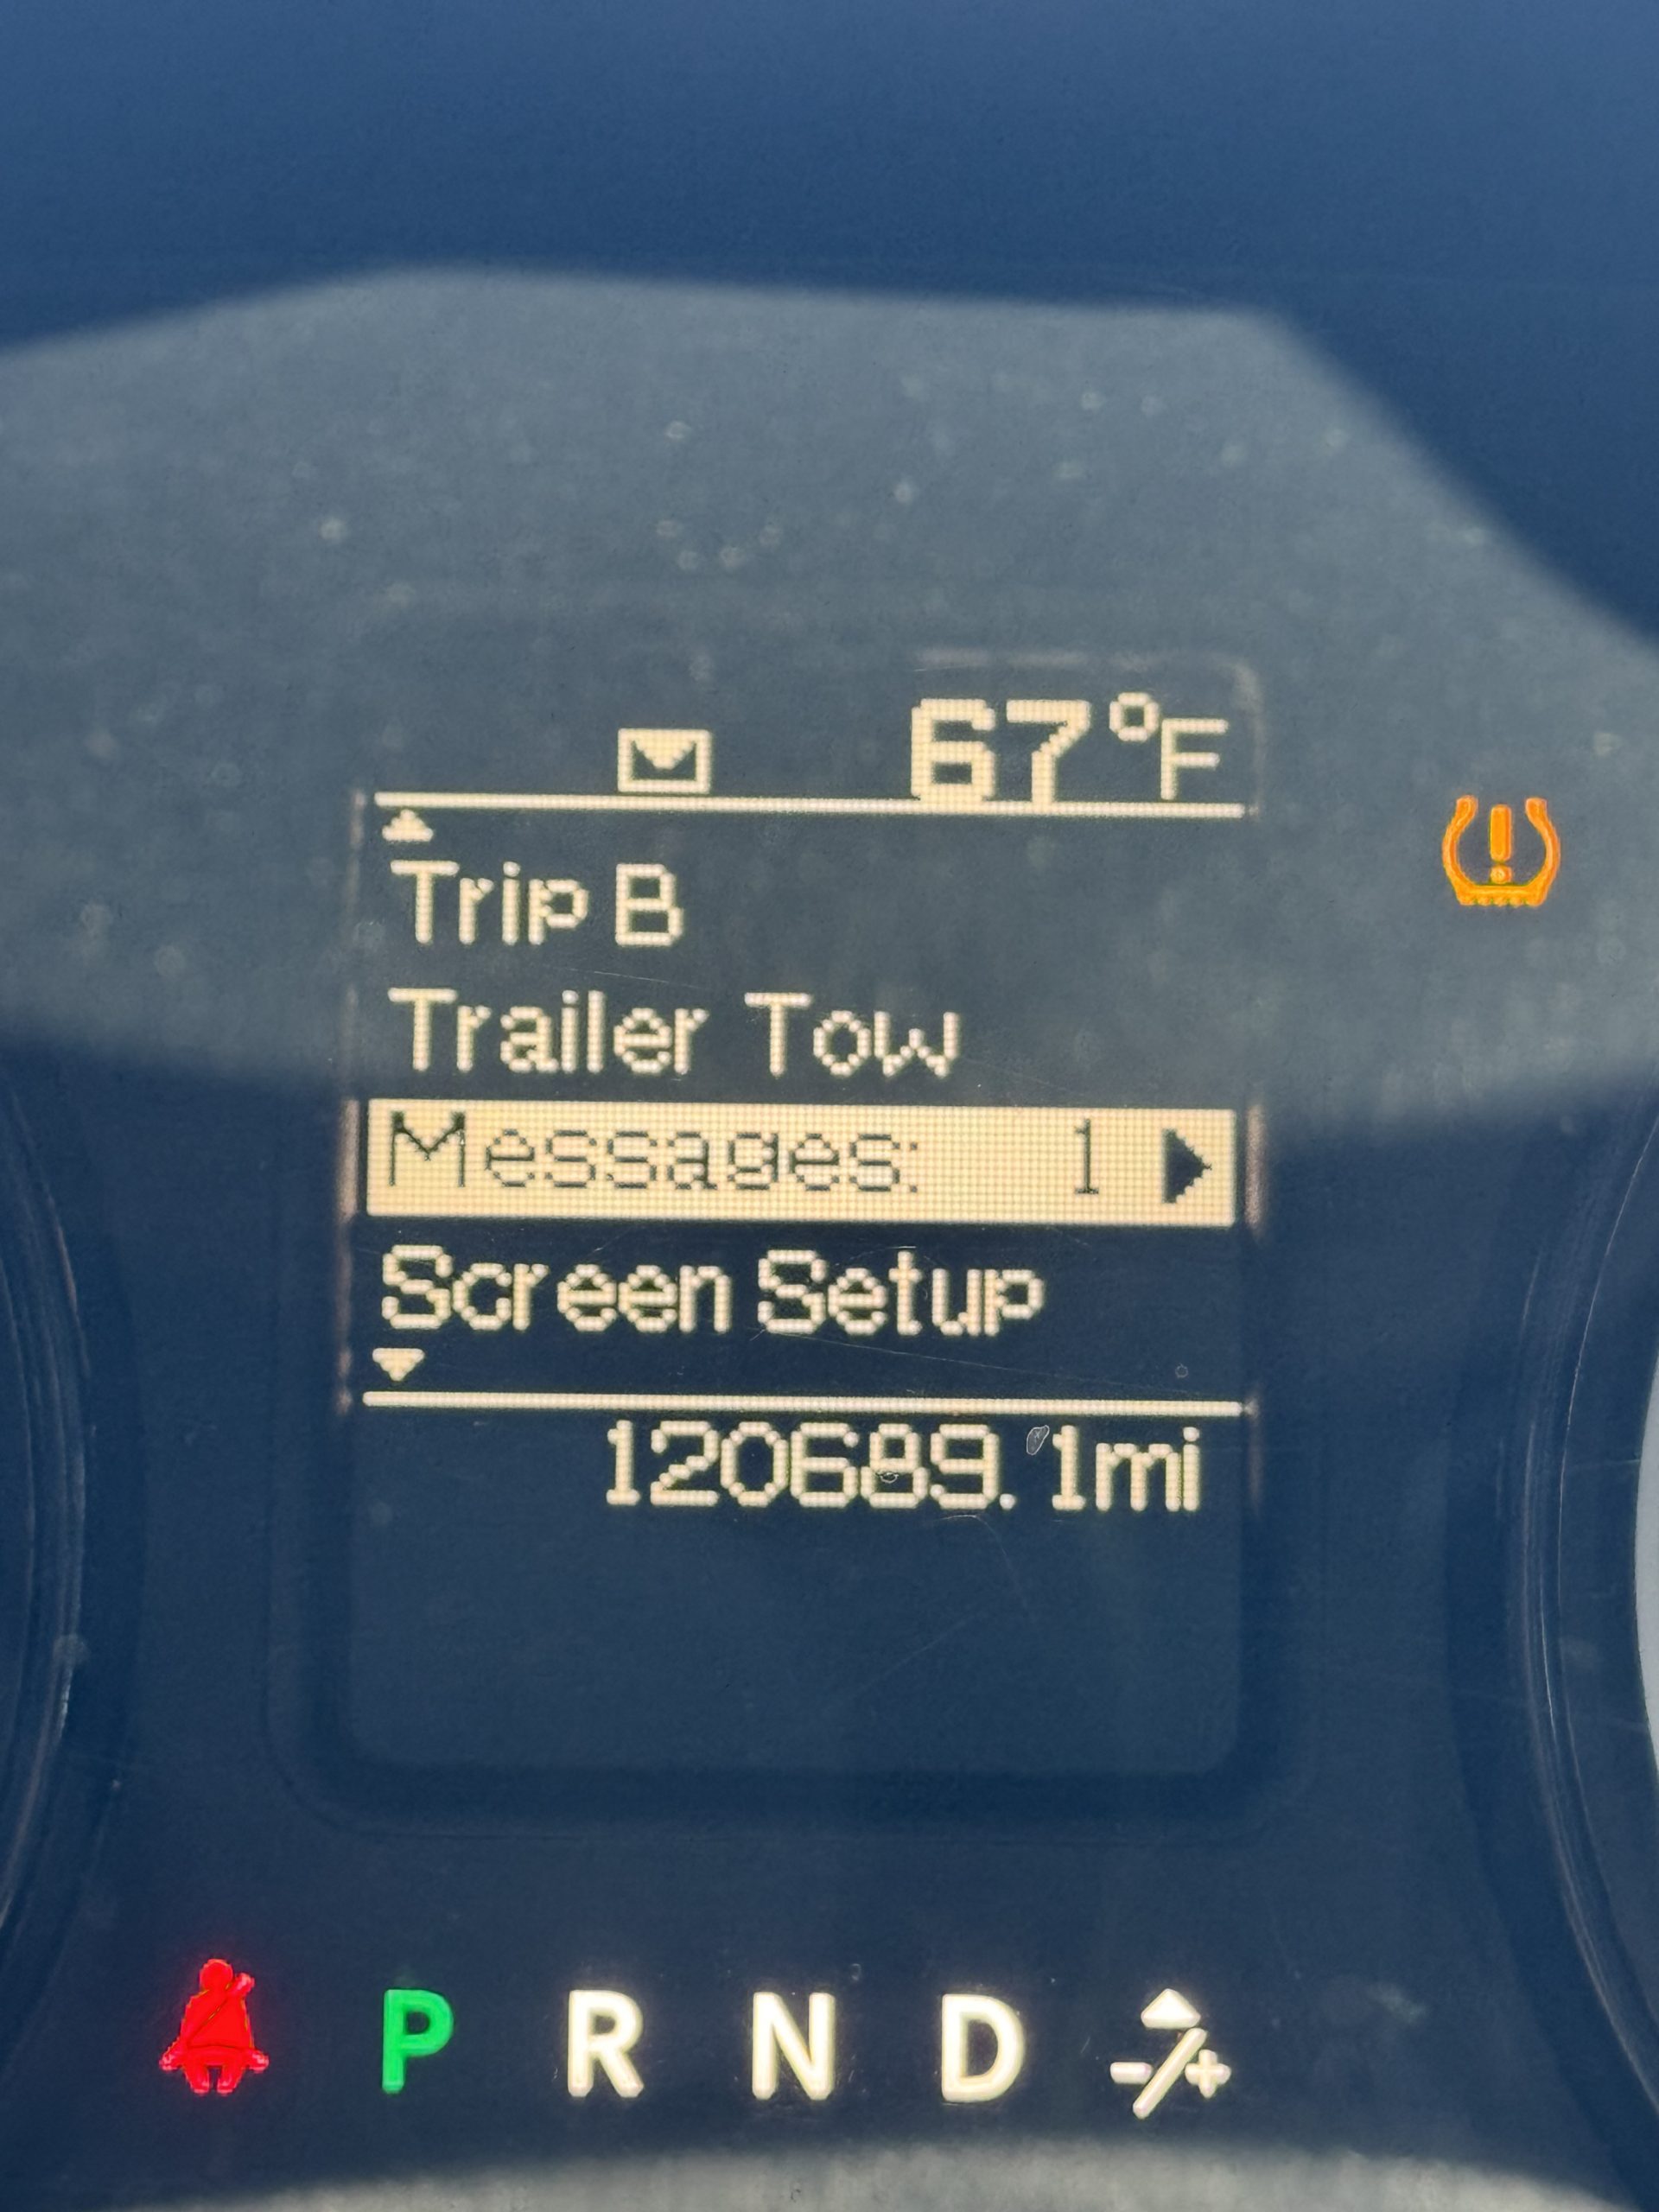 67°F
Trip B
Trailer Tow
Messages: 1
Screen Setup
120689.1mi
P R N D -/+